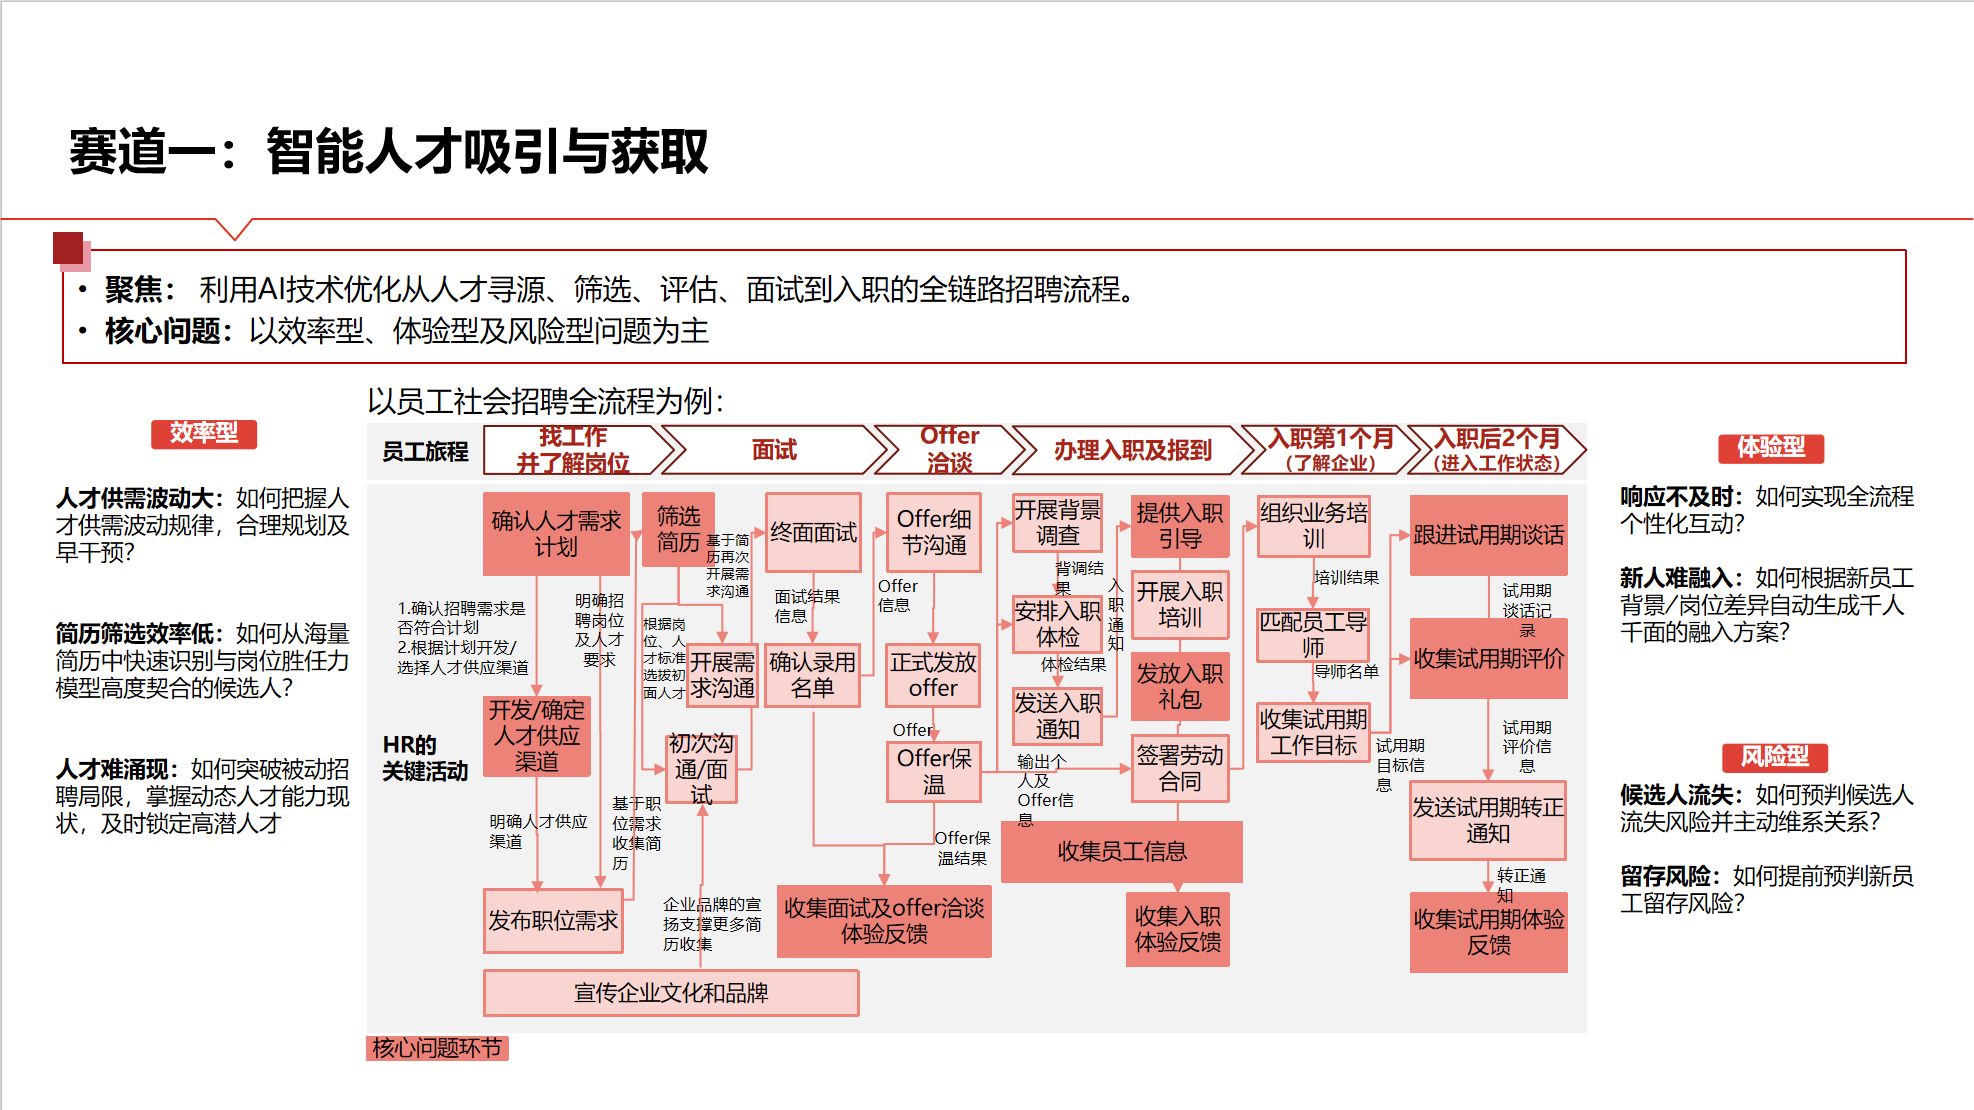 赛道一：智能人才吸引与获取
• 聚焦： 利用AI技术优化从人才寻源、筛选、评估、面试到入职的全链路招聘流程。
• 核心问题：以效率型、体验型及风险型问题为主
效率型
人才供需波动大：如何把握人
才供需波动规律，合理规划及
早干预？
简历筛选效率低：如何从海量
简历中快速识别与岗位胜任力
模型高度契合的候选人？
人才难涌现：如何突破被动招
聘局限，掌握动态人才能力现
状，及时锁定高潜人才
以员工社会招聘全流程为例：
员工旅程
找工作
并了解岗位
面试
Offer
洽谈
办理入职及报到
入职第1个月
（了解企业）
入职后2个月
（进入工作状态）
HR的
关键活动
确认人才需求
计划
1.确认招聘需求是
否符合计划
2.根据计划开发/
选择人才供应渠道
明确招
聘岗位
及人才
要求
开发/确定
人才供应
渠道
明确人才供应
渠道
基于职
位需求
收集简
历
发布职位需求
宣传企业文化和品牌
筛选
简历
基于简
历再次
开展需
求沟通
根据岗
位、人
才标准
选拔初
面人才
开展需
求沟通
初次沟
通/面
试
企业品牌的宣
扬支撑更多简
历收集
终面面试
面试结果
信息
确认录用
名单
收集面试及offer洽谈
体验反馈
Offer细
节沟通
Offer
信息
正式发放
offer
Offer
Offer保
温
Offer保
温结果
开展背景
调查
背调结
果
安排入职
体检
体检结果
发送入职
通知
入
职
通
知
输出个
人及
Offer信
息
提供入职
引导
开展入职
培训
发放入职
礼包
签署劳动
合同
收集员工信息
收集入职
体验反馈
组织业务培
训
培训结果
匹配员工导
师
导师名单
收集试用期
工作目标
试用期
目标信
息
跟进试用期谈话
试用期
谈话记
录
收集试用期评价
试用期
评价信
息
发送试用期转正
通知
转正通
知
收集试用期体验
反馈
核心问题环节
体验型
响应不及时：如何实现全流程
个性化互动？
新人难融入：如何根据新员工
背景/岗位差异自动生成千人
千面的融入方案？
风险型
候选人流失：如何预判候选人
流失风险并主动维系关系？
留存风险：如何提前预判新员
工留存风险？